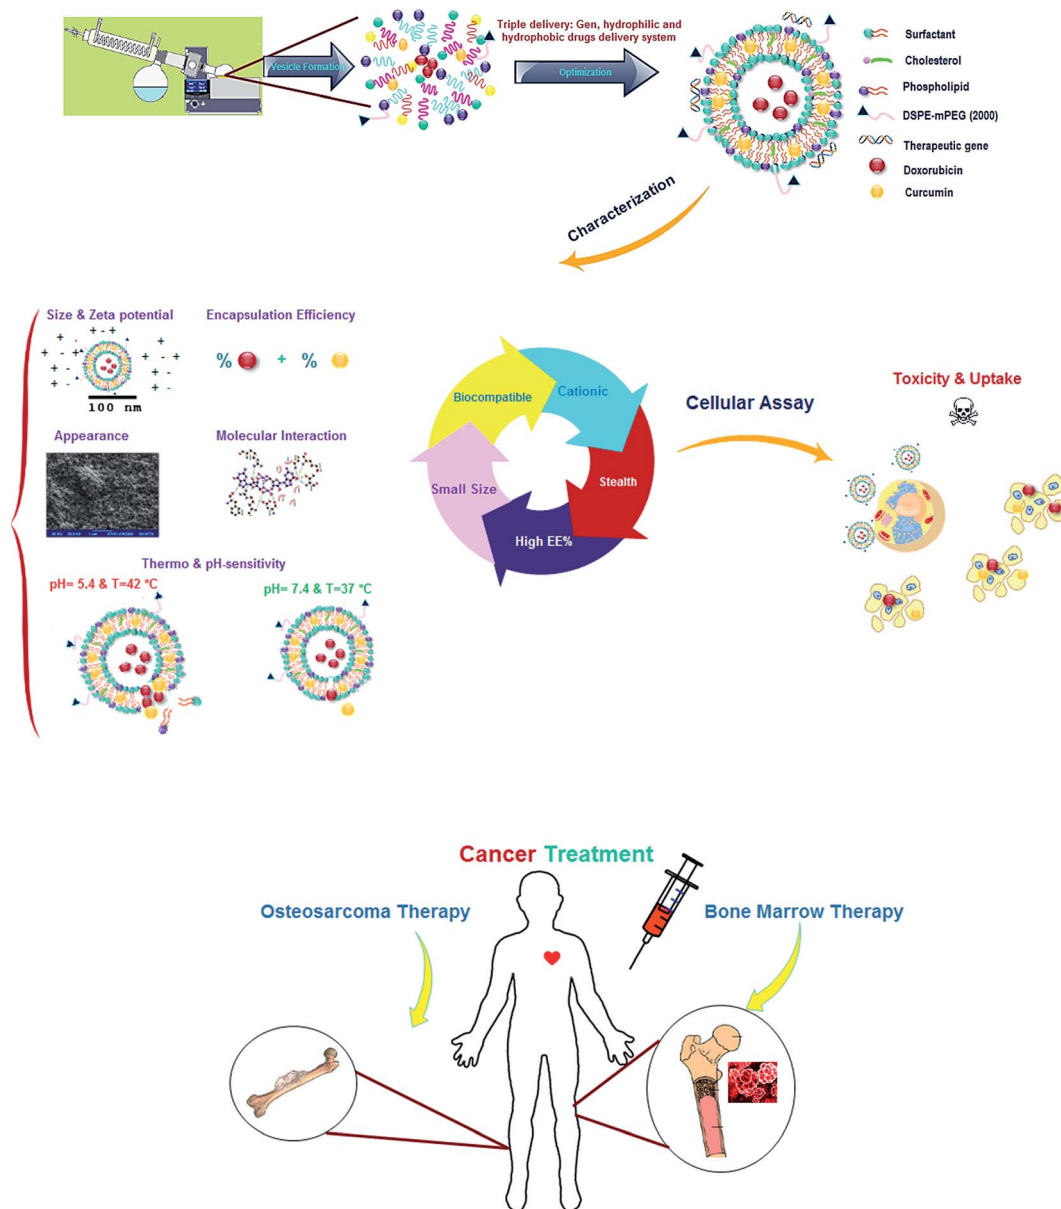 Triple delivery: Gen, hydrophilic and
hydrophobic drugs delivery system
Vesicle Formation
Optimization
Surfactant
Cholesterol
Phospholipid
DSPE-mPEG (2000)
Therapeutic gene
Doxorubicin
Curcumin
Characterization
Size & Zeta potential
Encapsulation Efficiency
% + %
100 nm
Appearance
Molecular Interaction
Thermo & pH-sensitivity
pH= 5.4 & T=42 °C
pH= 7.4 & T=37 °C
Biocompatible
Cationic
Stealth
High EE%
Small Size
Cellular Assay
Toxicity & Uptake
Cancer Treatment
Osteosarcoma Therapy
Bone Marrow Therapy